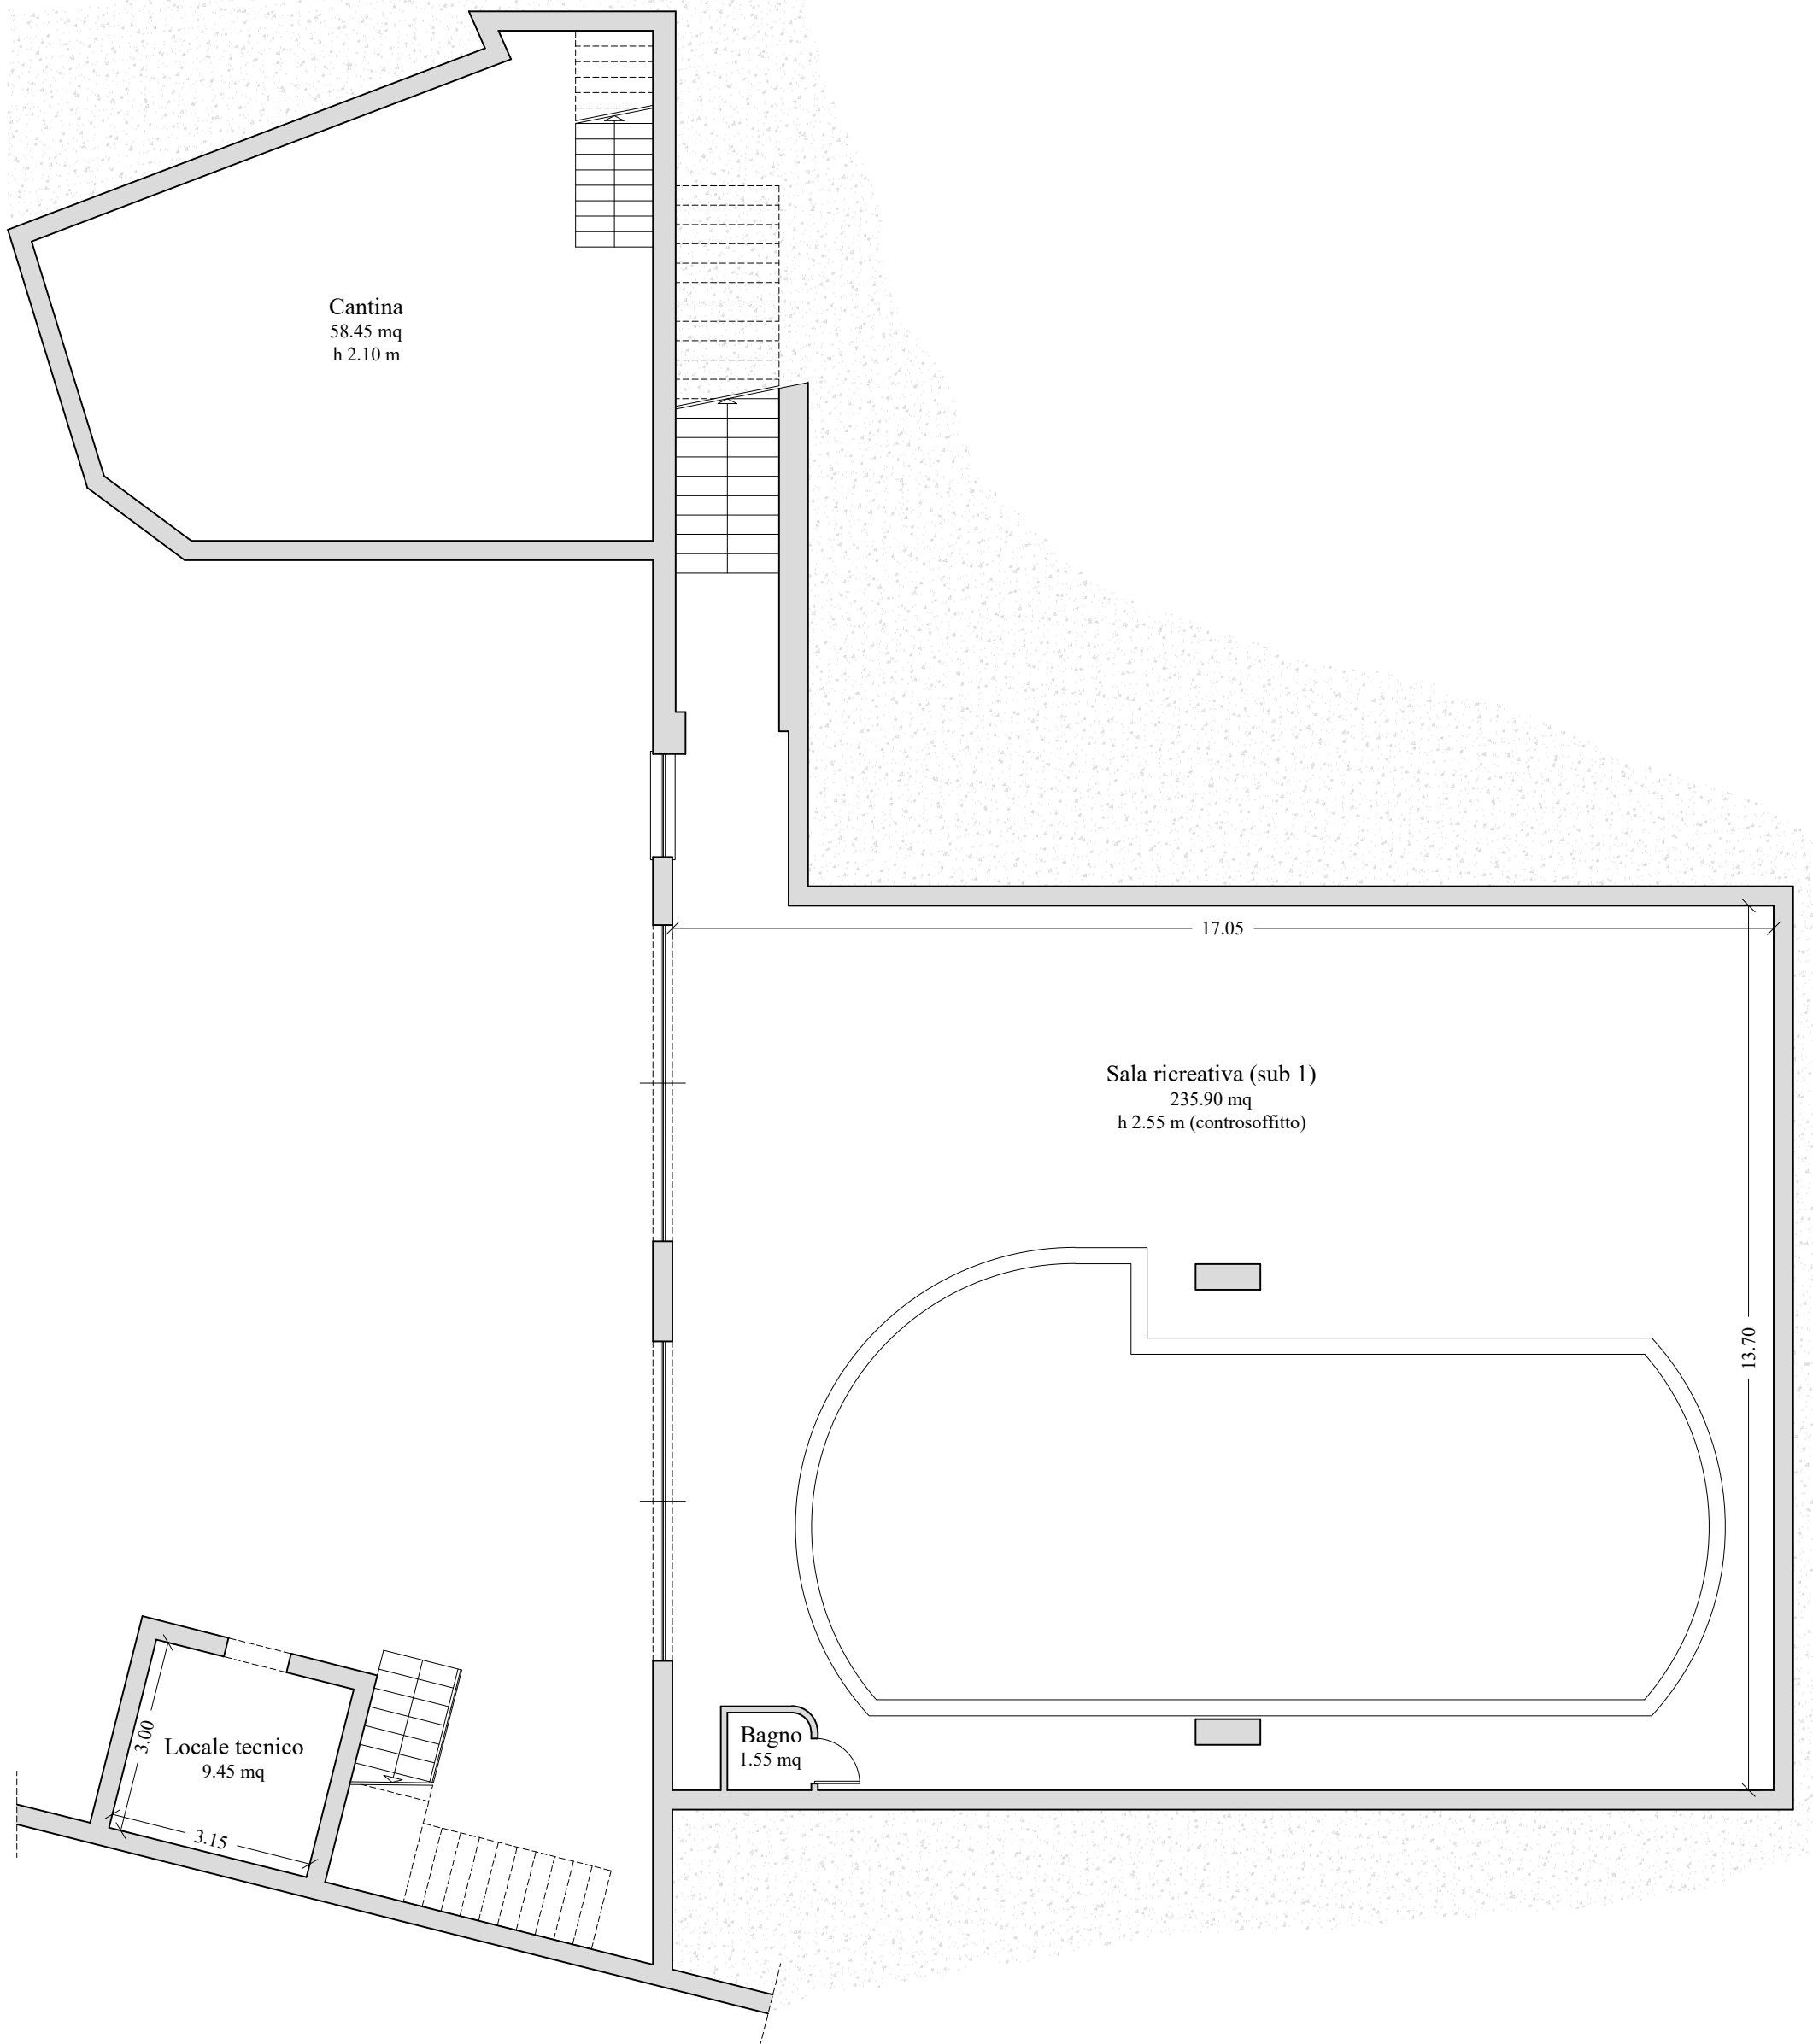 Cantina
58.45 mq
h 2.10 m
17.05
Sala ricreativa (sub 1)
235.90 mq
h 2.55 m (controsoffitto)
13.70
Bagno
1.55 mq
3.00
Locale tecnico
9.45 mq
3.15